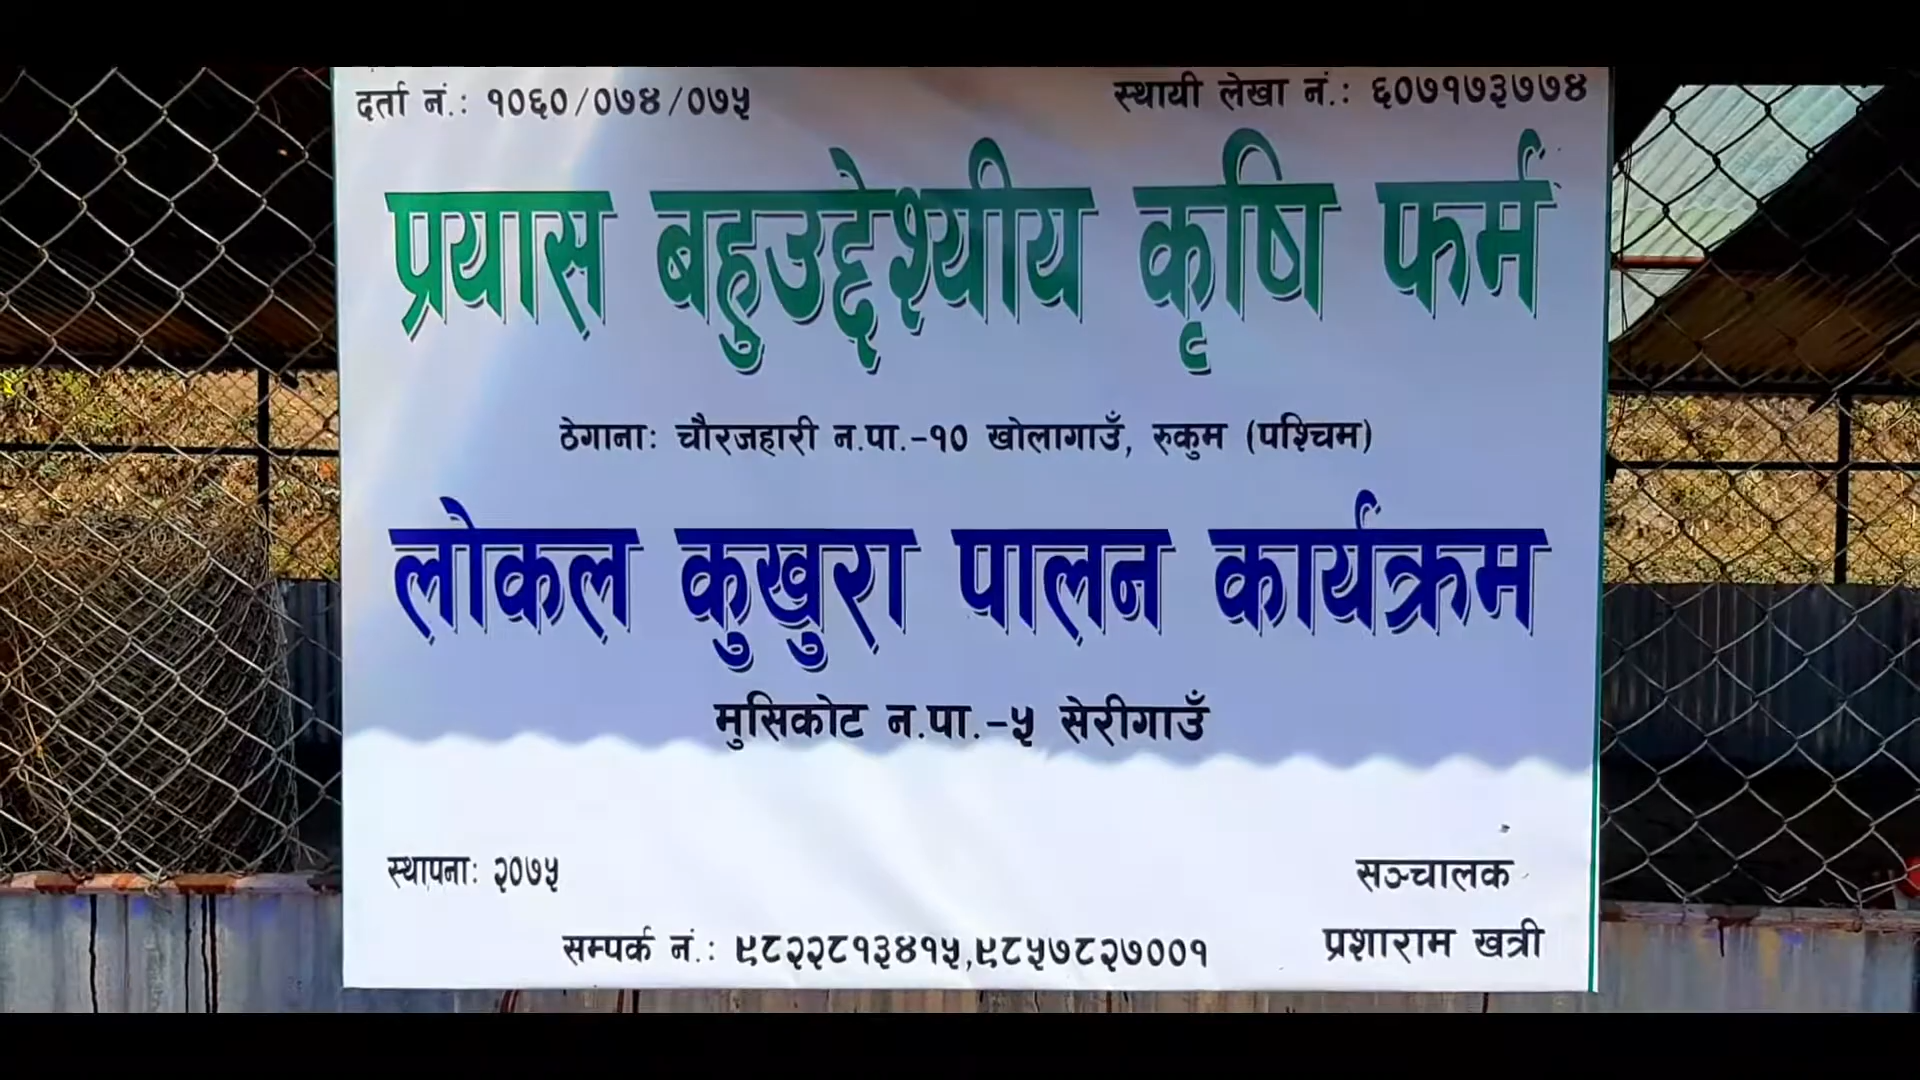 दर्ता नं.: १०६०/०७४/०७५
स्थायी लेखा नं.: ६०७१७३७७४
प्रयास बहुउद्देश्यीय कृषि फर्म
ठेगाना: चौरजहारी न.पा.-१० खोलागाउँ, रुकुम (पश्चिम)
लोकल कुखुरा पालन कार्यक्रम
मुसिकोट न.पा.-५ सेरीगाउँ
स्थापना: २०७५
सञ्चालक
सम्पर्क नं.: ९८२२८१३४१५,९८५७८२७००१
प्रशाराम खत्री